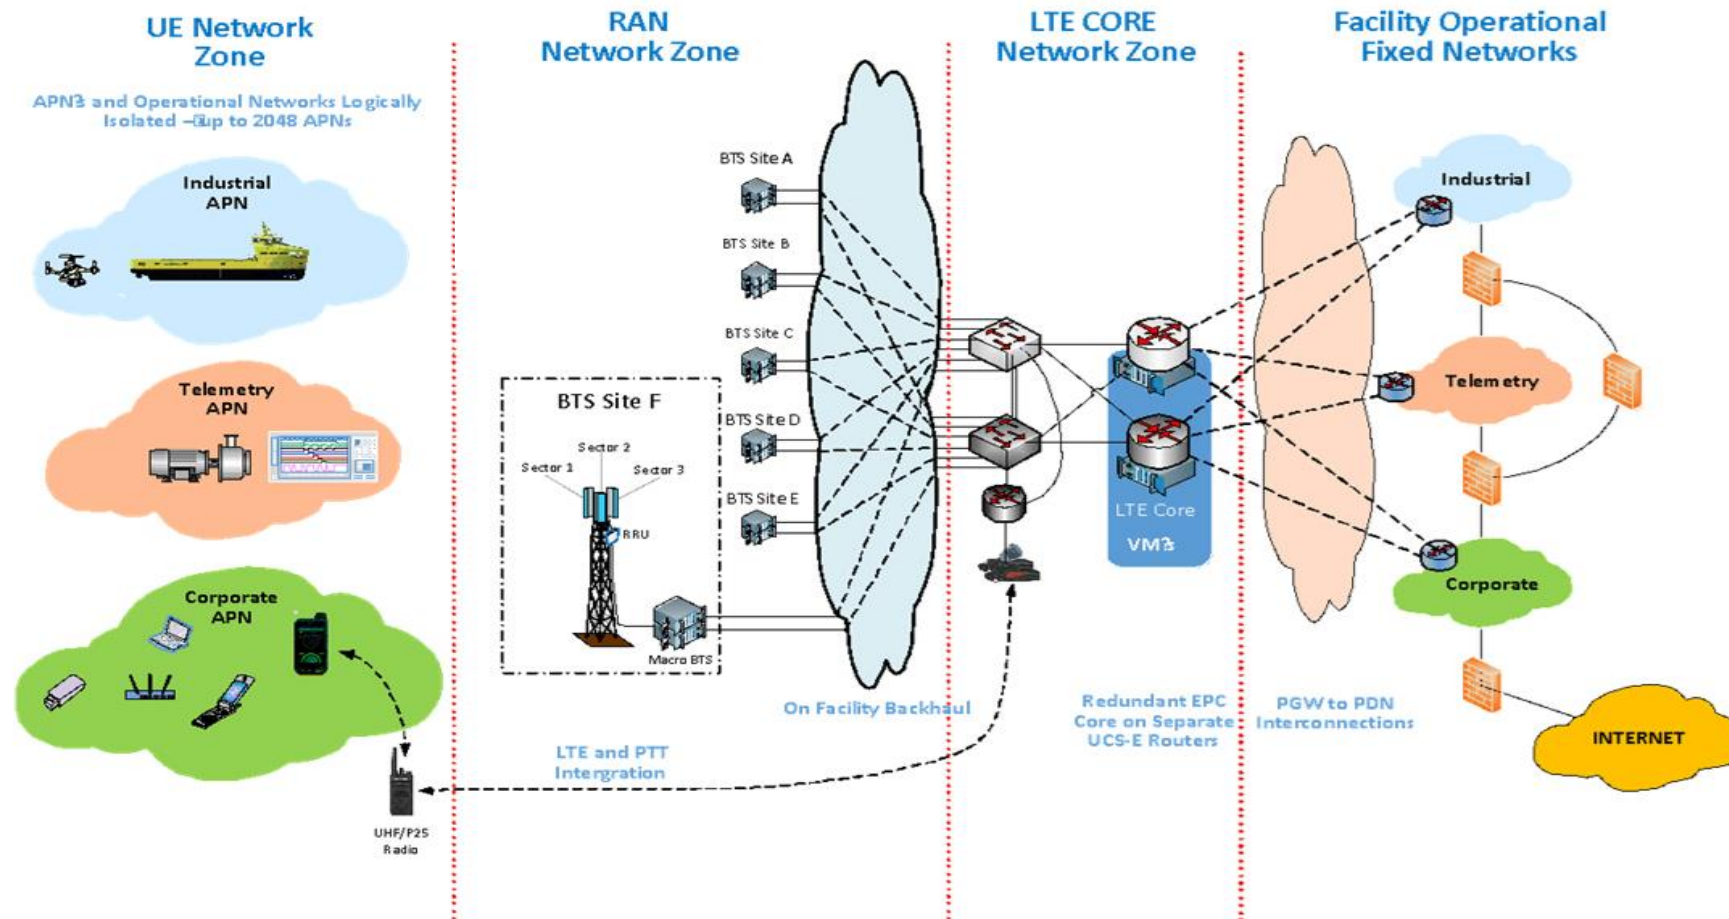 UE Network
Zone
RAN
Network Zone
LTE CORE
Network Zone
Facility Operational
Fixed Networks
and Operational Networks Logically
Isolated up to 2048 APNs
Industrial
APN
Telemetry
APN
Corporate
APN
UHF/P25
Radio
LTE and PTT
Intergration
BTS Site A
BTS Site B
BTS Site C
BTS Site D
BTS Site E
BTS Site F
Sector 2
Sector 1
Sector 3
RRU
Macro BTS
On Facility Backhaul
LTE Core
Redundant EPC
Core on Separate
UCS-E Routers
PGW to PDN
Interconnections
Industrial
Telemetry
Corporate
INTERNET